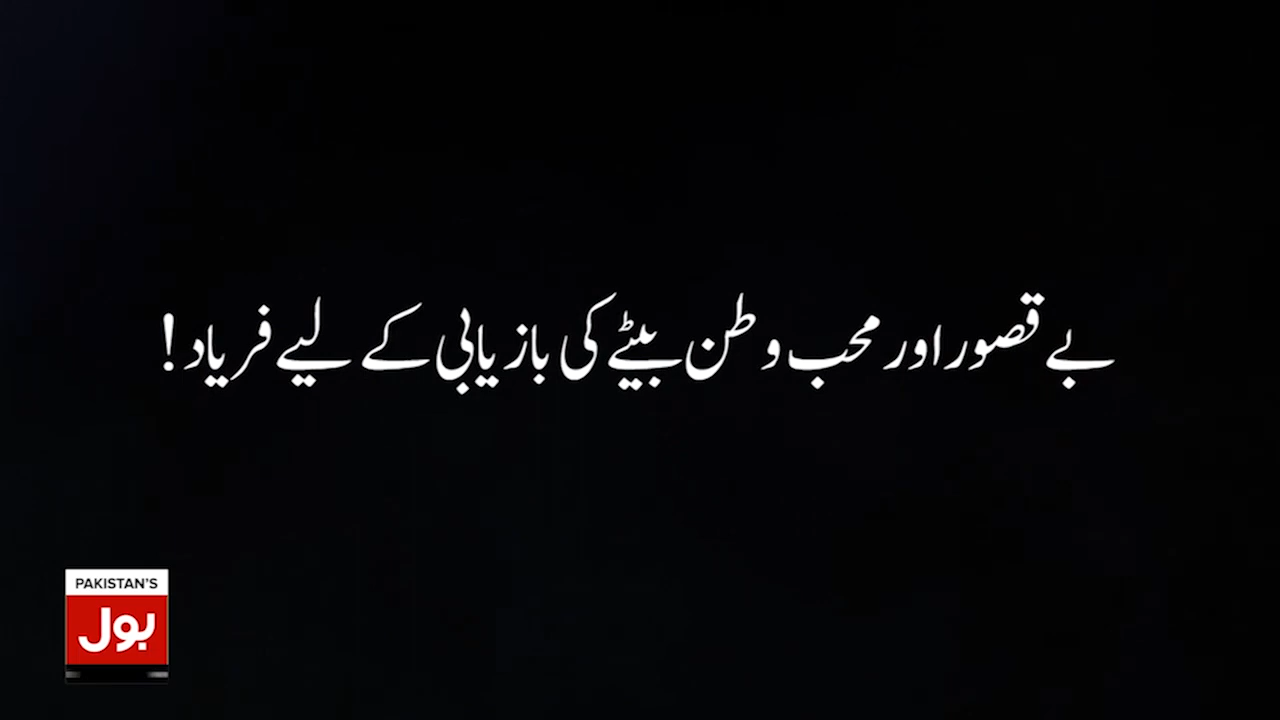 بے قصور اور محب وطن بیٹے کی بازیابی کے لیے فریاد!
PAKISTAN'S
بول